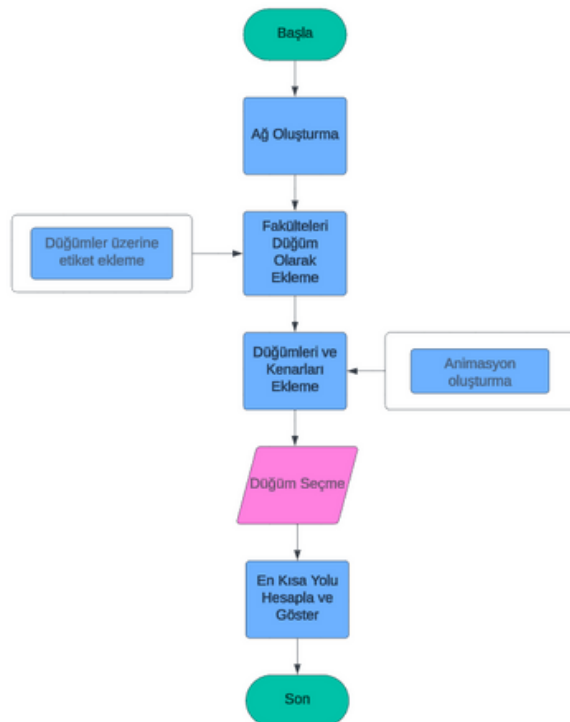 Başla
Ağ Oluşturma
Fakülteleri
Düğüm
Olarak
Ekleme
Düğümler üzerine
etiket ekleme
Düğümleri ve
Kenarları
Ekleme
Animasyon
oluşturma
Düğüm Seçme
En Kısa Yolu
Hesapla ve
Göster
Son